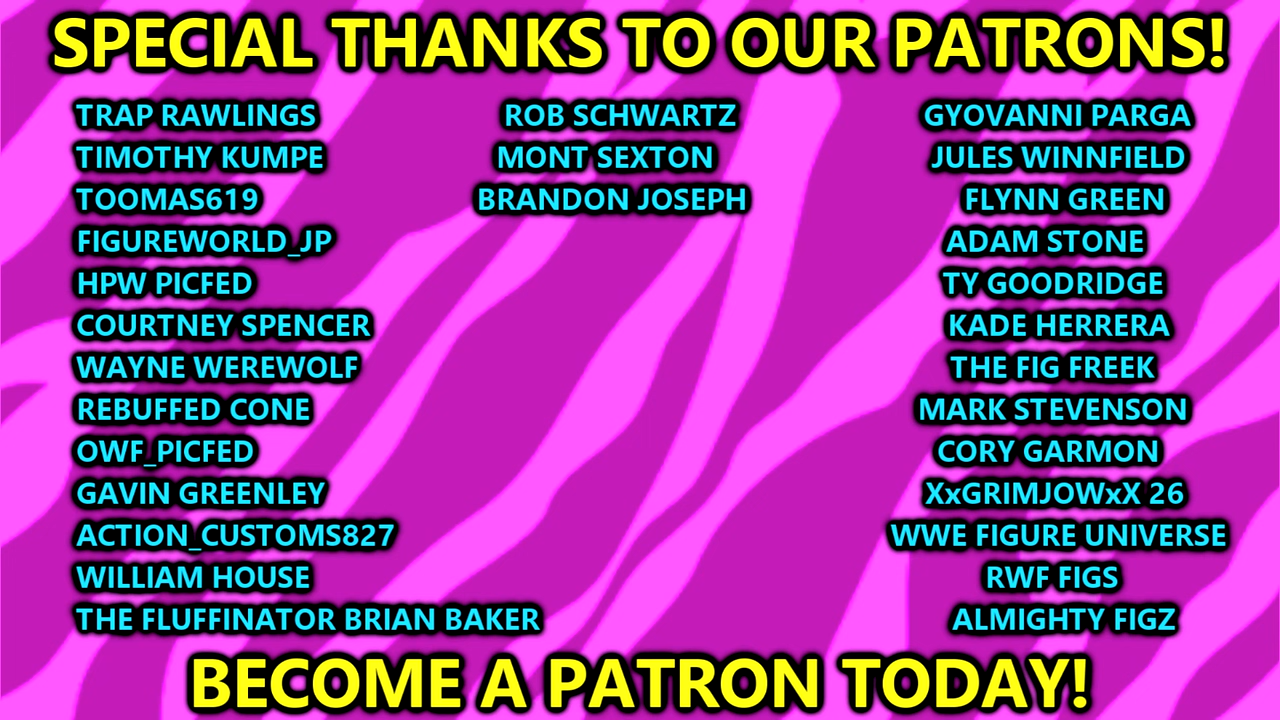 SPECIAL THANKS TO OUR PATRONS!
TRAP RAWLINGS
TIMOTHY KUMPE
TOOMAS619
FIGUREWORLD_JP
HPW PICFED
COURTNEY SPENCER
WAYNE WEREWOLF
REBUFFED CONE
OWF_PICFED
GAVIN GREENLEY
ACTION_CUSTOMS827
WILLIAM HOUSE
THE FLUFFINATOR BRIAN BAKER
ROB SCHWARTZ
MONT SEXTON
BRANDON JOSEPH
GYOVANNI PARGA
JULES WINNFIELD
FLYNN GREEN
ADAM STONE
TY GOODRIDGE
KADE HERRERA
THE FIG FREEK
MARK STEVENSON
CORY GARMON
XxGRIMJOWxX 26
WWE FIGURE UNIVERSE
RWF FIGS
ALMIGHTY FIGZ
BECOME A PATRON TODAY!